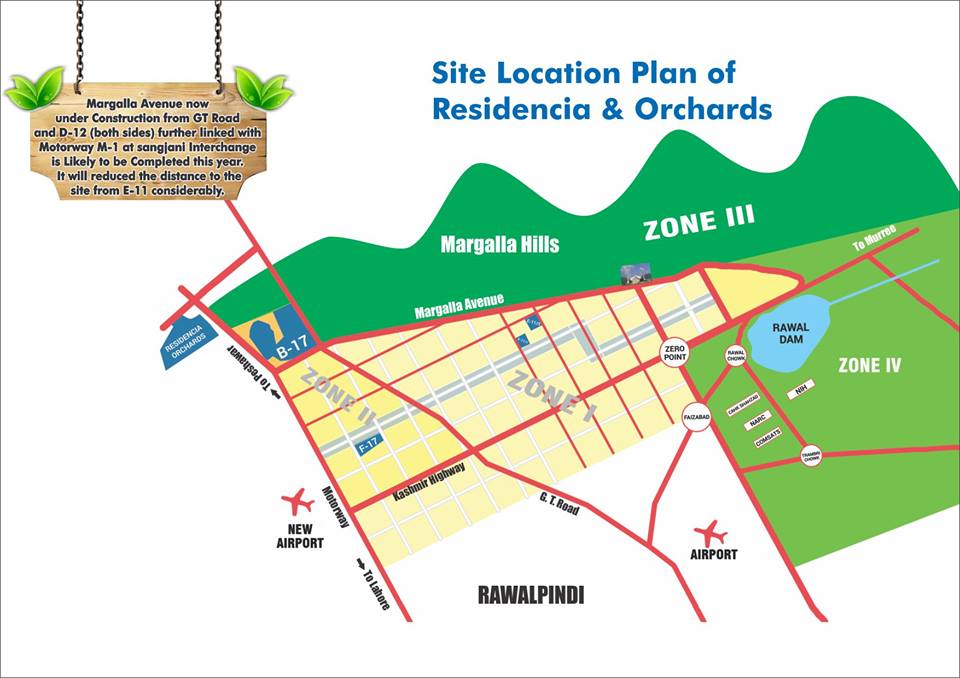 Margalla Avenue now
under Construction from GT Road
and D-12 (both sides) further linked with
Motorway M-1 at sangjani Interchange
is Likely to be Completed this year.
It will reduced the distance to the
site from E-11 considerably.
Site Location Plan of
Residencia & Orchards
ZONE III
Margalla Hills
To Murree
Margalla Avenue
RESIDENCIA
ORCHARDS
B-17
RAWAL
DAM
ZERO
POINT
RAWAL
CHOWK
ZONE IV
To Peshawar
ZONE II
ZONE I
NIH
CAHK SHAHZAD
NARC
COMSATS
FAIZABAD
TRAMRI
CHOWK
F-17
Kashmir Highway
Motorway
G. T. Road
NEW
AIRPORT
AIRPORT
To Lahore
RAWALPINDI